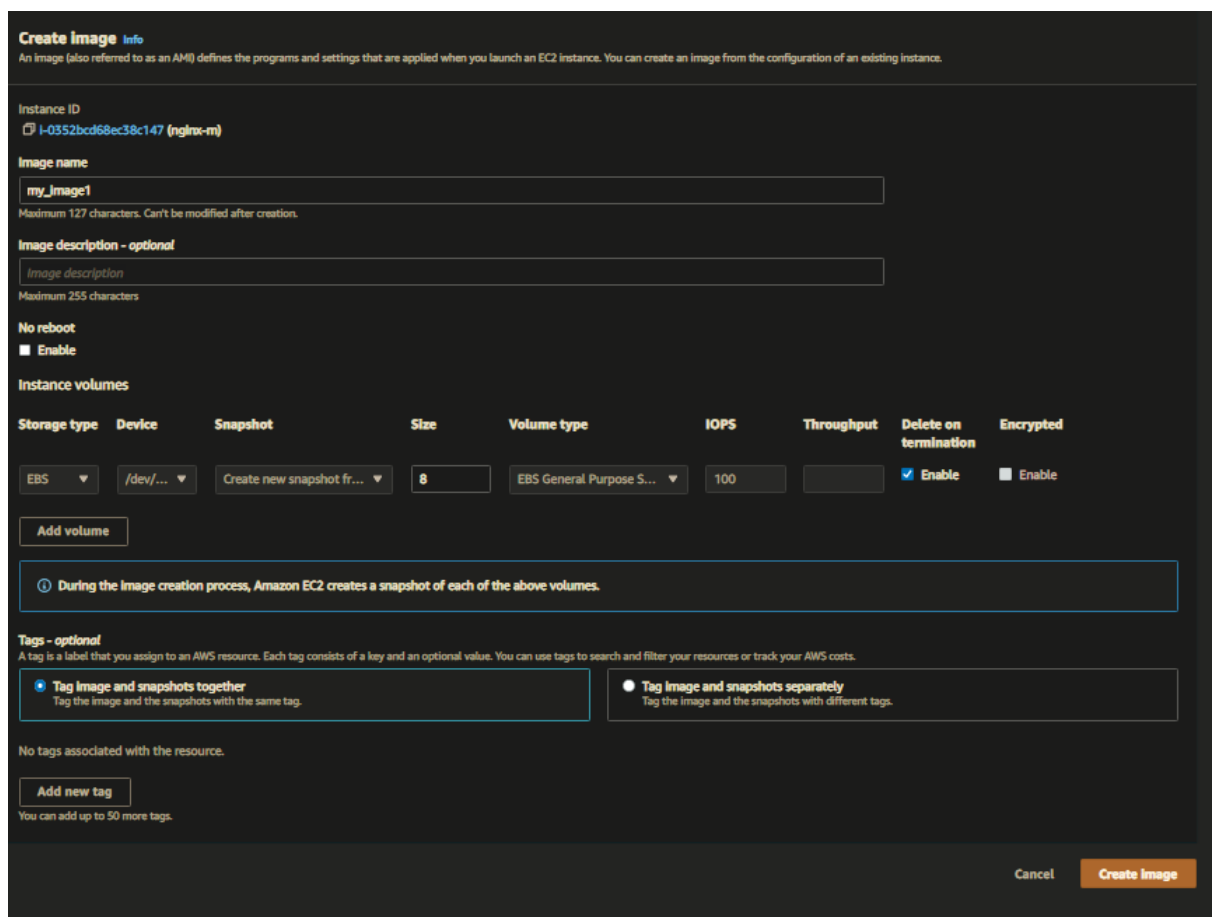 Create image Info
An image (also referred to as an AMI) defines the programs and settings that are applied when you launch an EC2 instance. You can create an image from the configuration of an existing instance.
Instance ID
i-0352bcd68ec38c147 (nginx-m)
Image name
my_image1
Maximum 127 characters. Can't be modified after creation.
Image description - optional
Image description
Maximum 255 characters
No reboot
Enable
Instance volumes
Storage type Device Snapshot Size Volume type IOPS Throughput Delete on termination Encrypted
EBS /dev/... Create new snapshot fr... 8 EBS General Purpose S... 100 Enable Enable
Add volume
During the image creation process, Amazon EC2 creates a snapshot of each of the above volumes.
Tags - optional
A tag is a label that you assign to an AWS resource. Each tag consists of a key and an optional value. You can use tags to search and filter your resources or track your AWS costs.
Tag image and snapshots together
Tag the image and the snapshots with the same tag.
Tag image and snapshots separately
Tag the image and the snapshots with different tags.
No tags associated with the resource.
Add new tag
You can add up to 50 more tags.
Cancel Create image